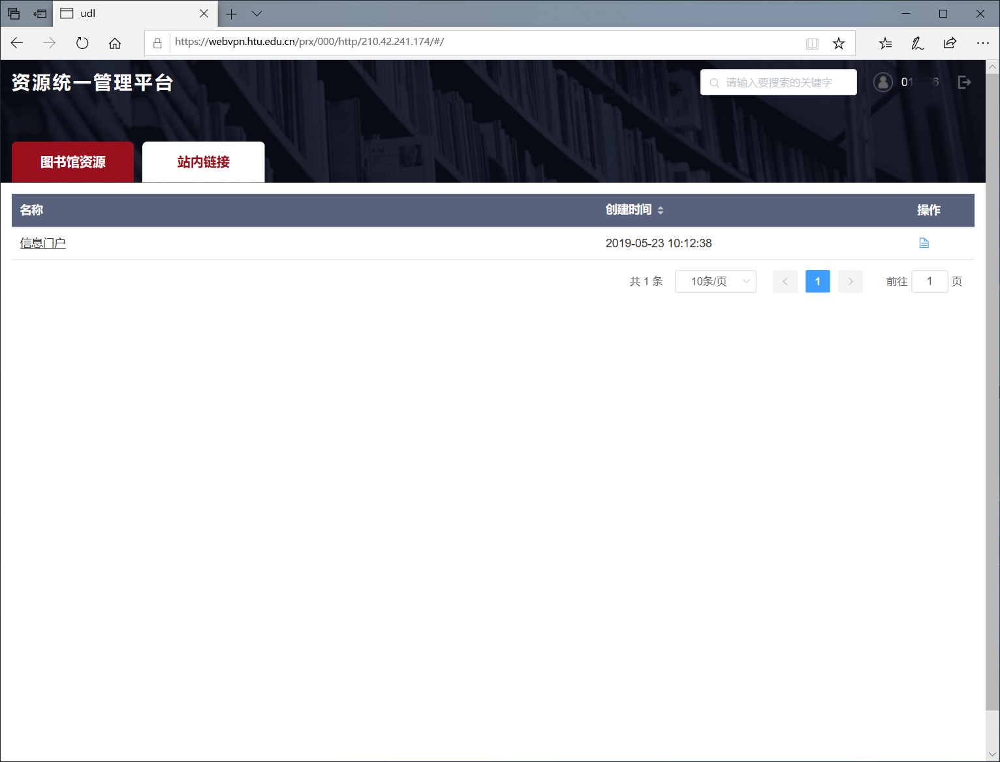 udl
https://webvpn.htu.edu.cn/prx/000/http/210.42.241.174/#/
资源统一管理平台
请输入要搜索的关键字
图书馆资源
站内链接
名称 创建时间 操作
信息门户 2019-05-23 10:12:38
共 1 条 10条/页 1 前往 1 页